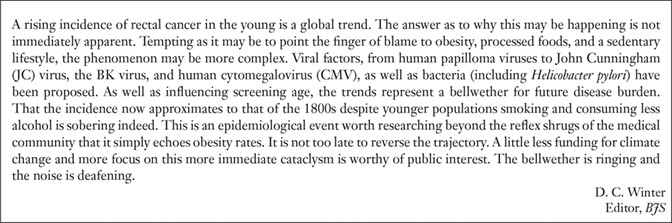 A rising incidence of rectal cancer in the young is a global trend. The answer as to why this may be happening is not
immediately apparent. Tempting as it may be to point the finger of blame to obesity, processed foods, and a sedentary
lifestyle, the phenomenon may be more complex. Viral factors, from human papilloma viruses to John Cunningham
(JC) virus, the BK virus, and human cytomegalovirus (CMV), as well as bacteria (including Helicobacter pylori) have
been proposed. As well as influencing screening age, the trends represent a bellwether for future disease burden.
That the incidence now approximates to that of the 1800s despite younger populations smoking and consuming less
alcohol is sobering indeed. This is an epidemiological event worth researching beyond the reflex shrugs of the medical
community that it simply echoes obesity rates. It is not too late to reverse the trajectory. A little less funding for climate
change and more focus on this more immediate cataclysm is worthy of public interest. The bellwether is ringing and
the noise is deafening.
D. C. Winter
Editor, BJS